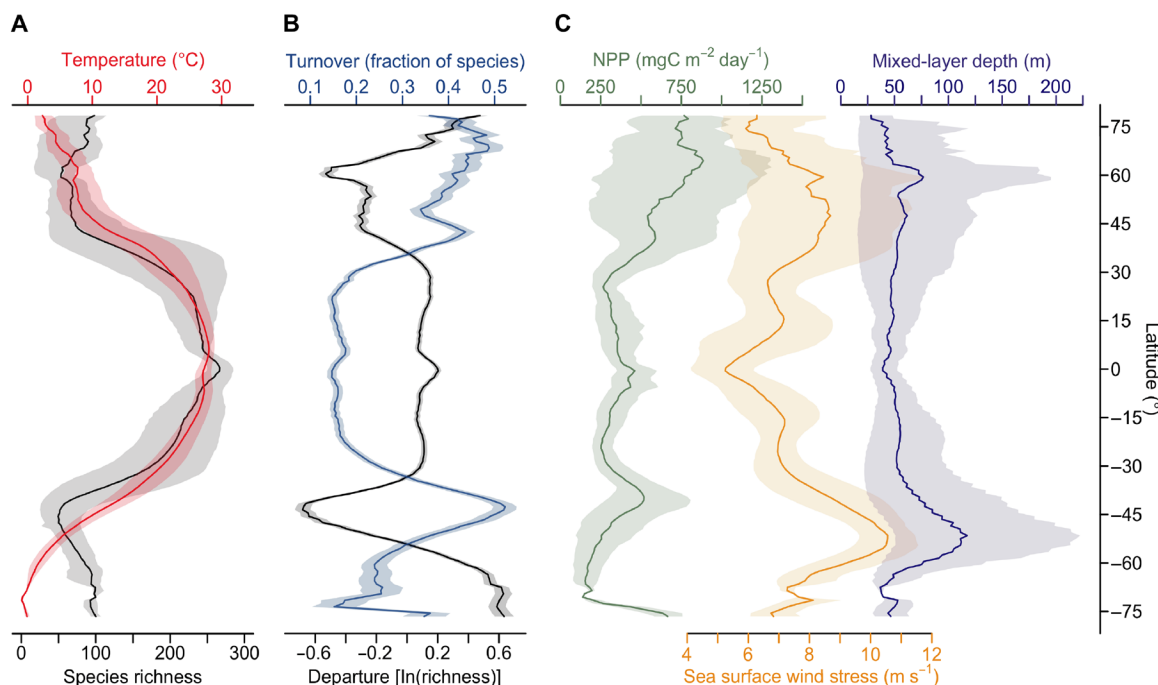 A B C
Temperature (°C) Turnover (fraction of species) NPP (mgC m⁻² day⁻¹) Mixed-layer depth (m)
0 10 20 30 0.1 0.2 0.3 0.4 0.5 0 250 750 1250 0 50 100 150 200
75
60
45
30
15
0
−15
−30
−45
−60
−75
Latitude (°)
0 100 200 300 −0.6 −0.2 0.2 0.6 4 6 8 10 12
Species richness Departure [ln(richness)] Sea surface wind stress (m s⁻¹)